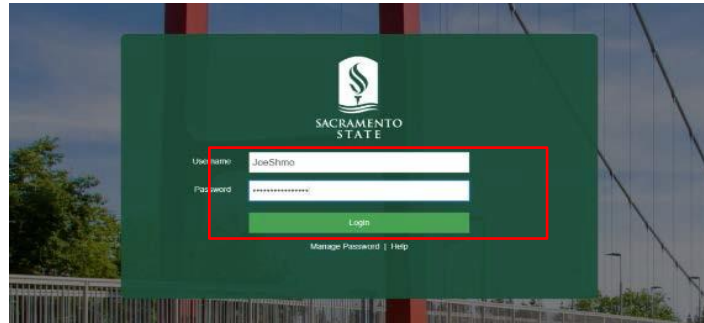 SACRAMENTO
STATE
Username JoeShmo
Password ••••••••••••••••
Login
Manage Password | Help